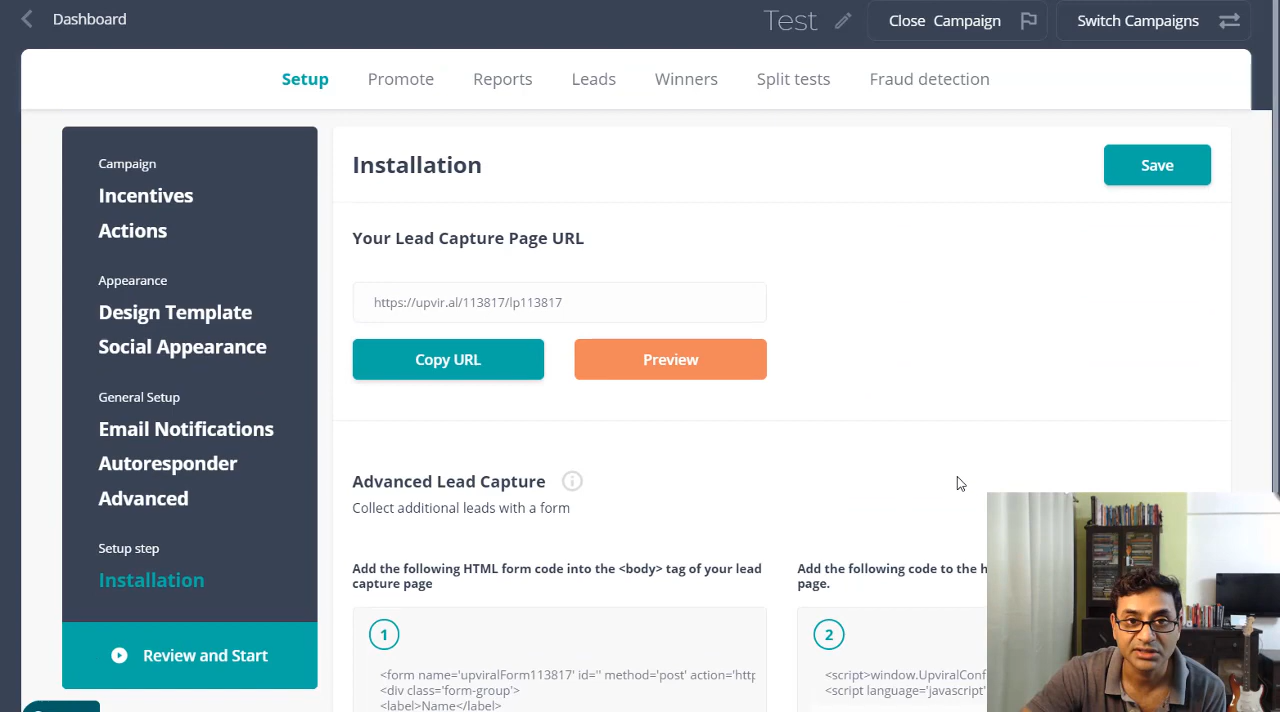 Dashboard
Test
Close Campaign
Switch Campaigns
Setup
Promote
Reports
Leads
Winners
Split tests
Fraud detection
Campaign
Incentives
Actions
Appearance
Design Template
Social Appearance
General Setup
Email Notifications
Autoresponder
Advanced
Setup step
Installation
Review and Start
Installation
Save
Your Lead Capture Page URL
https://upvir.al/113817/lp113817
Copy URL
Preview
Advanced Lead Capture
Collect additional leads with a form
Add the following HTML form code into the <body> tag of your lead
capture page
1
<form name='upviralForm113817' id='' method='post' action='http
<div class='form-group'>
<label>Name</label>
Add the following code to the h
page.
2
<script>window.UpviralConf
<script language='javascript'